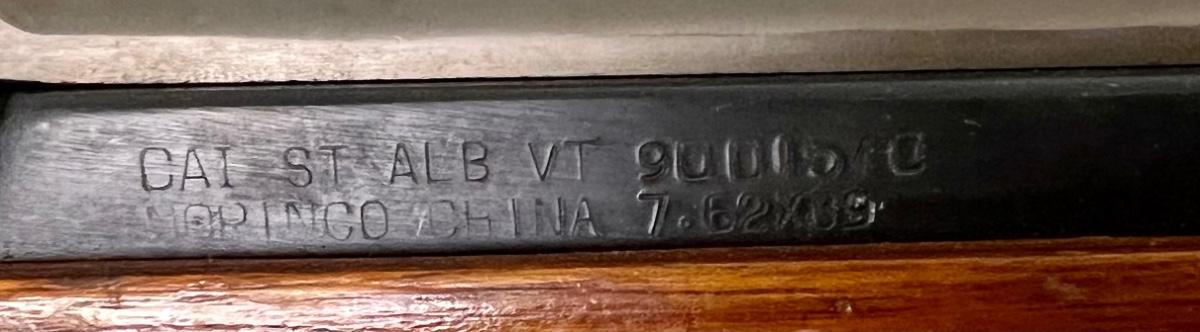 CAI ST ALB VT
NORINCO CHINA 7.62X39